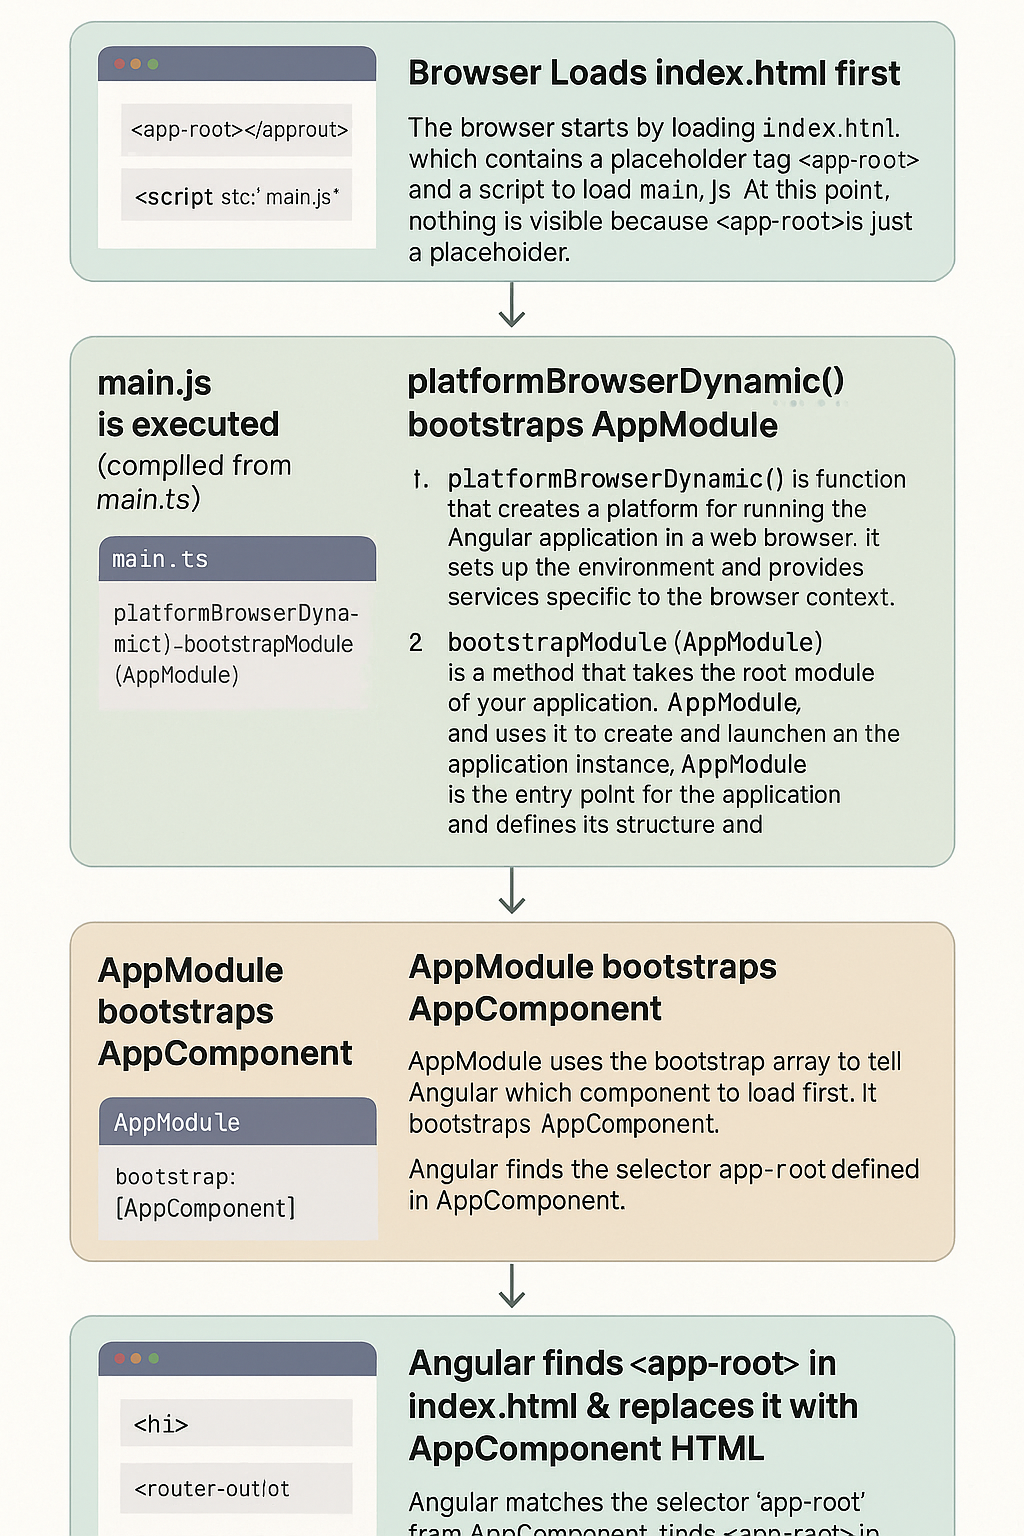 <app-root></approut>
<script stc:' main.js*
Browser Loads index.html first
The browser starts by loading index.htnl.
which contains a placeholder tag <app-root>
and a script to load main, Js At this point,
nothing is visible because <app-root>is just
a placehoider.
main.js
is executed
(complled from
main.ts)
main.ts
platformBrowserDyna-
mict)-bootstrapModule
(AppModule)
platformBrowserDynamic()
bootstraps AppModule
1. platformBrowserDynamic() is function
that creates a platform for running the
Angular application in a web browser. it
sets up the environment and provides
services specific to the browser context.
2 bootstrapModule (AppModule)
is a method that takes the root module
of your application. AppModule,
and uses it to create and launchen an the
application instance, AppModule
is the entry polnt for the application
and defines its structure and
AppModule
bootstraps
AppComponent
AppModule
bootstrap:
[AppComponent]
AppModule bootstraps
AppComponent
AppModule uses the bootstrap array to tell
Angular which component to load first. It
bootstraps AppComponent.
Angular finds the selector app-root defined
in AppComponent.
<hi>
<router-outlot
Angular finds <app-root> in
index.html & replaces it with
AppComponent HTML
Angular matches the selector 'app-root'
fram AppComponent, tinds <app-raot> in